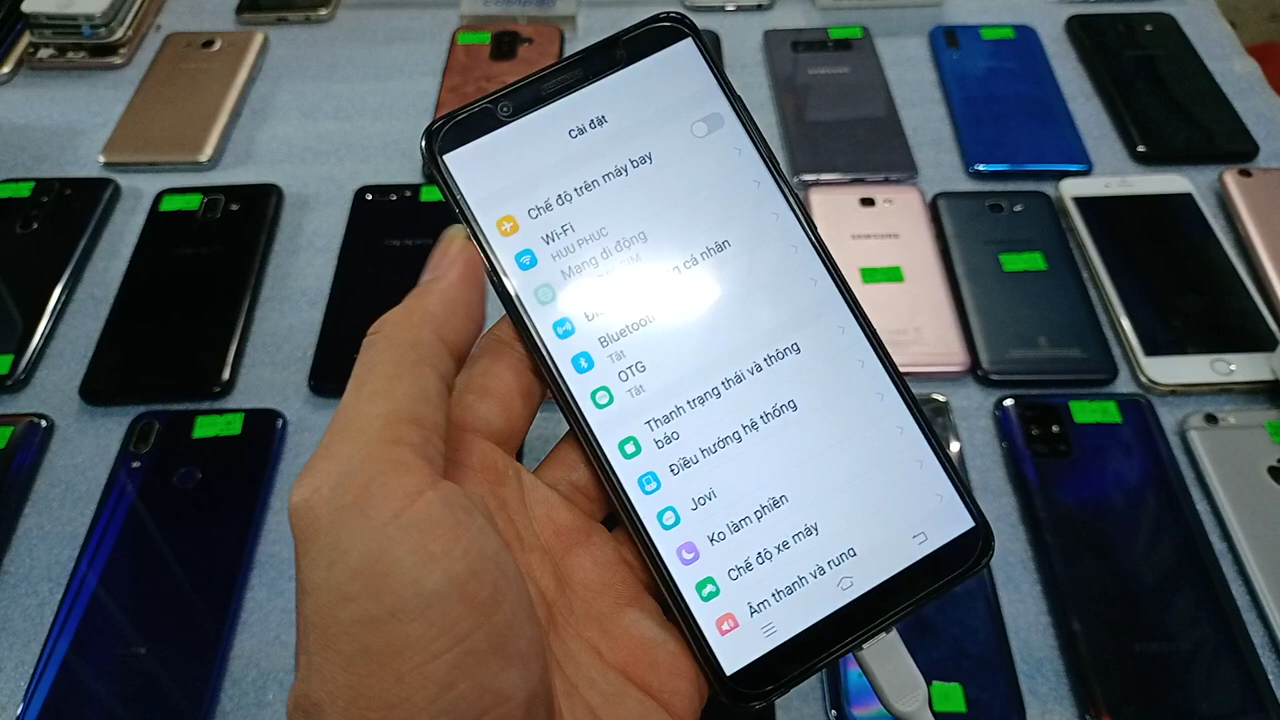 Cài đặt
Chế độ trên máy bay
Wi-Fi
HUU PHUC
Mạng di động
cá nhân
Bluetooth
Tắt
OTG
Tắt
Thanh trạng thái và thông
báo
Điều hướng hệ thống
Jovi
Ko làm phiền
Chế độ xe máy
Âm thanh và rung
SAMSUNG
SAMSUNG